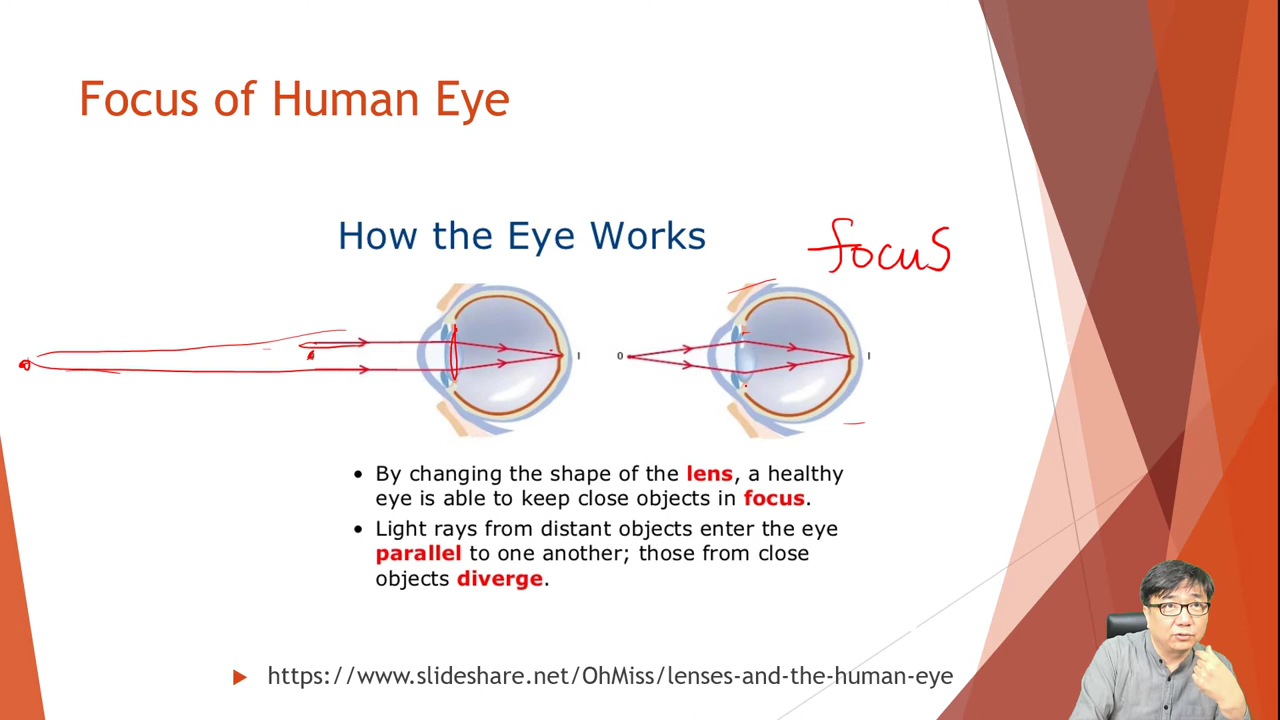 Focus of Human Eye
How the Eye Works
focus
I
O
I
• By changing the shape of the lens, a healthy
eye is able to keep close objects in focus.
• Light rays from distant objects enter the eye
parallel to one another; those from close
objects diverge.
https://www.slideshare.net/OhMiss/lenses-and-the-human-eye